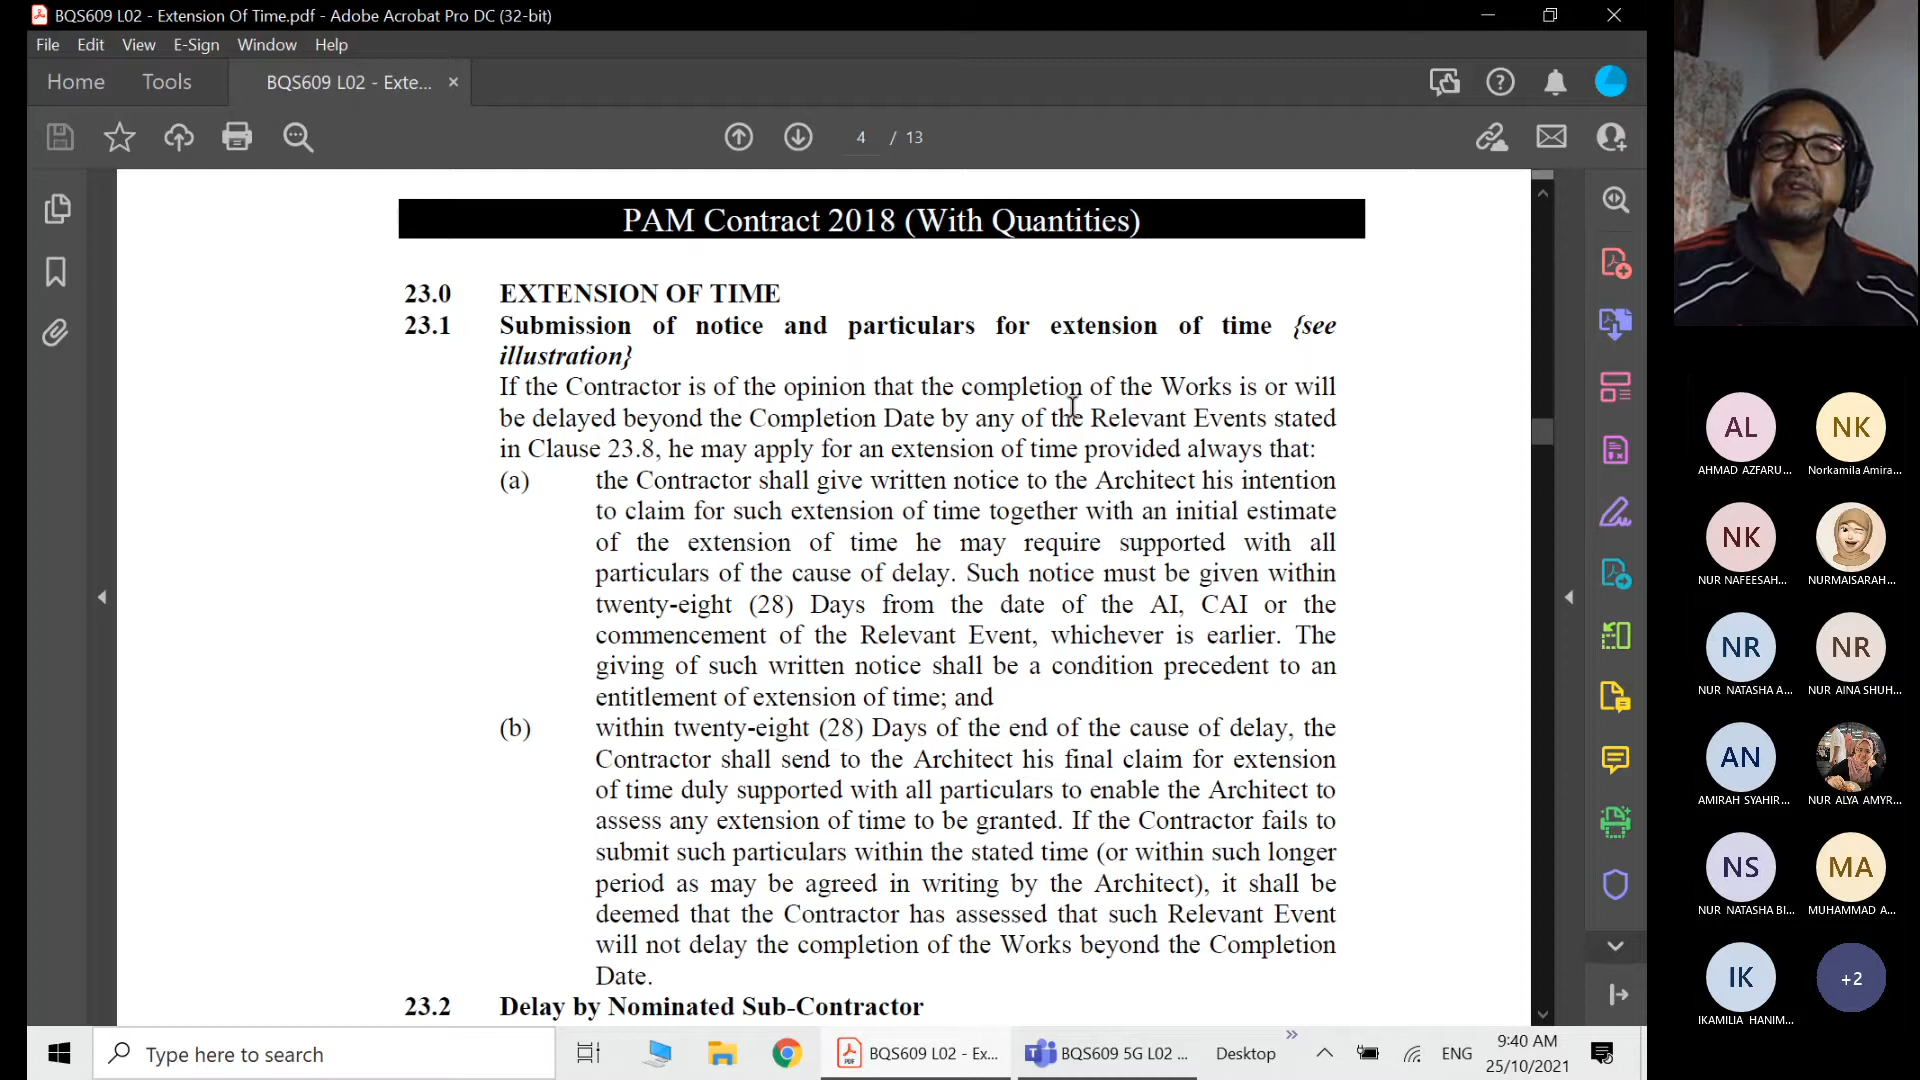 BQS609 L02 - Extension Of Time.pdf - Adobe Acrobat Pro DC (32-bit)
File Edit View E-Sign Window Help
Home Tools BQS609 L02 - Exte... ×
4 / 13
PAM Contract 2018 (With Quantities)
23.0 EXTENSION OF TIME
23.1 Submission of notice and particulars for extension of time {see
illustration}
If the Contractor is of the opinion that the completion of the Works is or will
be delayed beyond the Completion Date by any of the Relevant Events stated
in Clause 23.8, he may apply for an extension of time provided always that:
(a) the Contractor shall give written notice to the Architect his intention
to claim for such extension of time together with an initial estimate
of the extension of time he may require supported with all
particulars of the cause of delay. Such notice must be given within
twenty-eight (28) Days from the date of the AI, CAI or the
commencement of the Relevant Event, whichever is earlier. The
giving of such written notice shall be a condition precedent to an
entitlement of extension of time; and
(b) within twenty-eight (28) Days of the end of the cause of delay, the
Contractor shall send to the Architect his final claim for extension
of time duly supported with all particulars to enable the Architect to
assess any extension of time to be granted. If the Contractor fails to
submit such particulars within the stated time (or within such longer
period as may be agreed in writing by the Architect), it shall be
deemed that the Contractor has assessed that such Relevant Event
will not delay the completion of the Works beyond the Completion
Date.
23.2 Delay by Nominated Sub-Contractor
AL NK
AHMAD AZFARU... Norkamila Amira...
NK
NUR NAFEESAH... NURMAISARAH...
NR NR
NUR NATASHA A... NUR AINA SHUH...
AN
AMIRAH SYAHIR... NUR ALYA AMYR...
NS MA
NUR NATASHA BI... MUHAMMAD A...
IK +2
IKAMILIA HANIM...
Type here to search
BQS609 L02 - Ex...
BQS609 5G L02 ...
Desktop
ENG
9:40 AM
25/10/2021